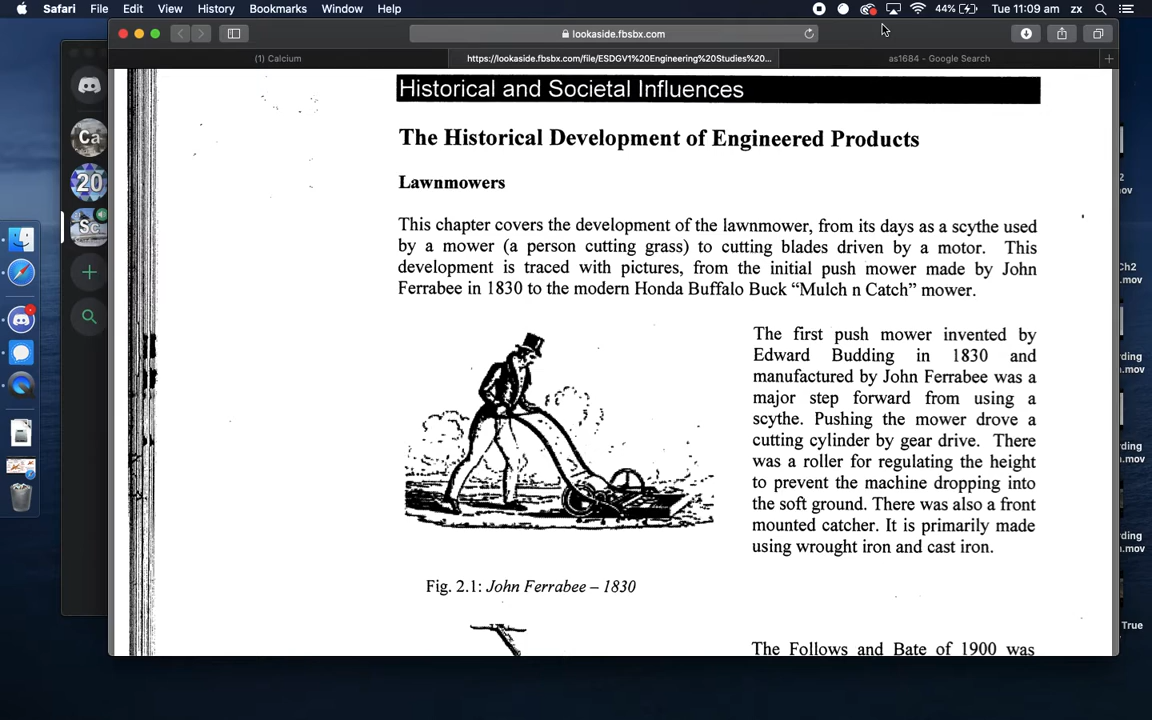 Safari File Edit View History Bookmarks Window Help 44% Tue 11:09 am zx
lookaside.fbsbx.com
(1) Calcium https://lookaside.fbsbx.com/file/ESDGV1%20Engineering%20Studies%20... as1684 - Google Search
Historical and Societal Influences
The Historical Development of Engineered Products
Lawnmowers
This chapter covers the development of the lawnmower, from its days as a scythe used
by a mower (a person cutting grass) to cutting blades driven by a motor. This
development is traced with pictures, from the initial push mower made by John
Ferrabee in 1830 to the modern Honda Buffalo Buck “Mulch n Catch” mower.
The first push mower invented by
Edward Budding in 1830 and
manufactured by John Ferrabee was a
major step forward from using a
scythe. Pushing the mower drove a
cutting cylinder by gear drive. There
was a roller for regulating the height
to prevent the machine dropping into
the soft ground. There was also a front
mounted catcher. It is primarily made
using wrought iron and cast iron.
Fig. 2.1: John Ferrabee – 1830
The Follows and Bate of 1900 was
Ca
20
Sc
ov
Ch2
.mov
rding
.mov
rding
.mov
rding
.mov
True